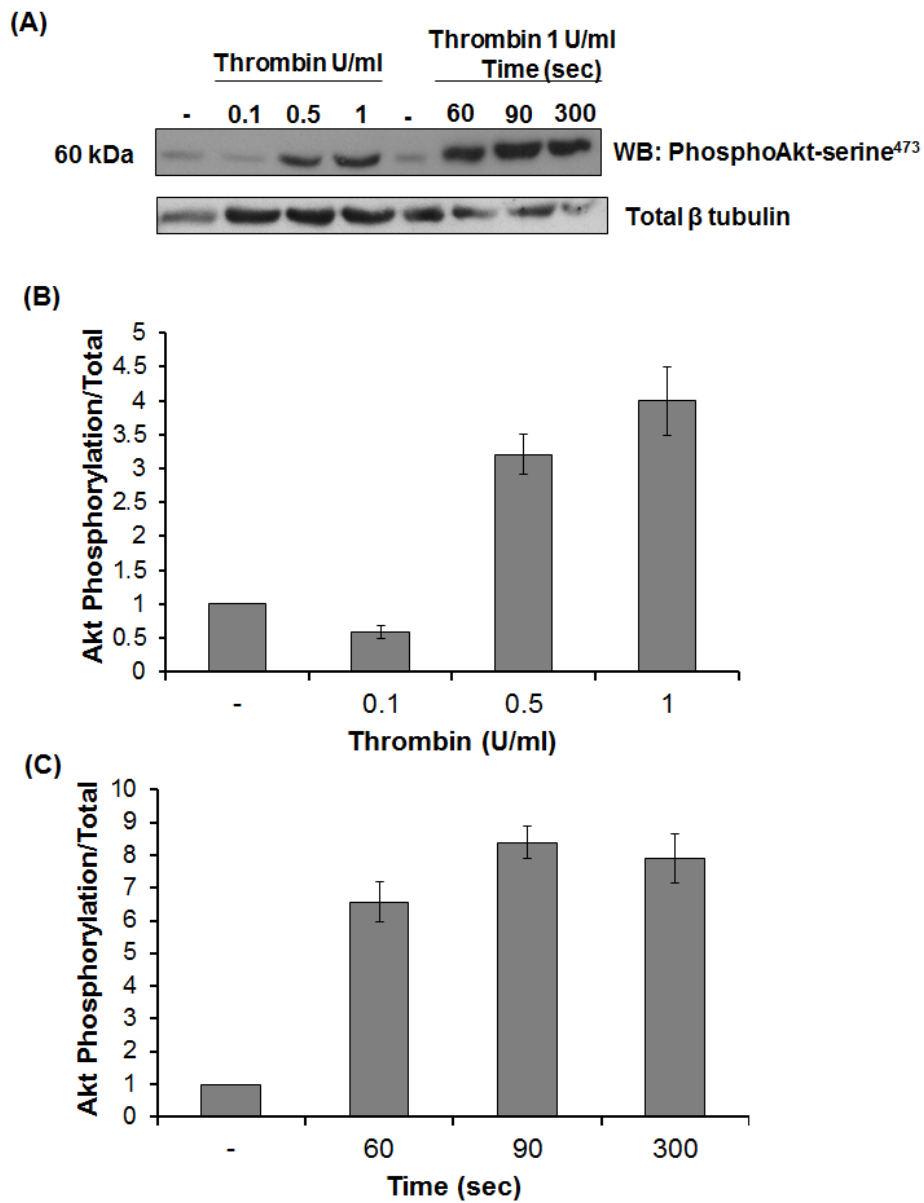 (A)
Thrombin U/ml
Thrombin 1 U/ml
Time (sec)
- 0.1 0.5 1 - 60 90 300
60 kDa
WB: PhosphoAkt-serine⁴⁷³
Total β tubulin
(B)
Akt Phosphorylation/Total
5
4.5
4
3.5
3
2.5
2
1.5
1
0.5
0
- 0.1 0.5 1
Thrombin (U/ml)
(C)
Akt Phosphorylation/Total
10
9
8
7
6
5
4
3
2
1
0
- 60 90 300
Time (sec)